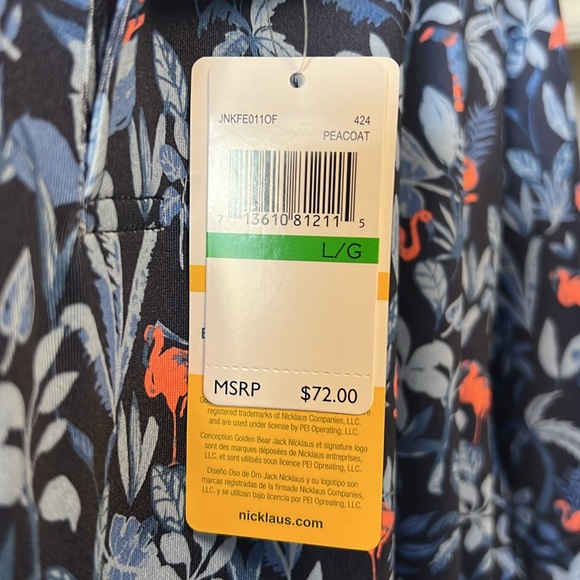 JNKFE011OF 424
PEACOAT
7 13610 81211 5
L/G
MSRP $72.00
registered trademarks of Nicklaus Companies, LLC.
and are used under license by PEI Opreating, LLC.
Conception Golden Bear Jack Nicklaus et signature logo
sont des marques déposées de Nicklaus entreprises,
LLC. et sont utilisés sous licence PEI Opreating, LLC.
Diseño Oso de Oro Jack Nicklaus y su logotipo son
marcas registradas de la firmade Nicklaus Companies,
LLC. y se utilizan bajo licencia por PEI Opreating, LLC.
nicklaus.com